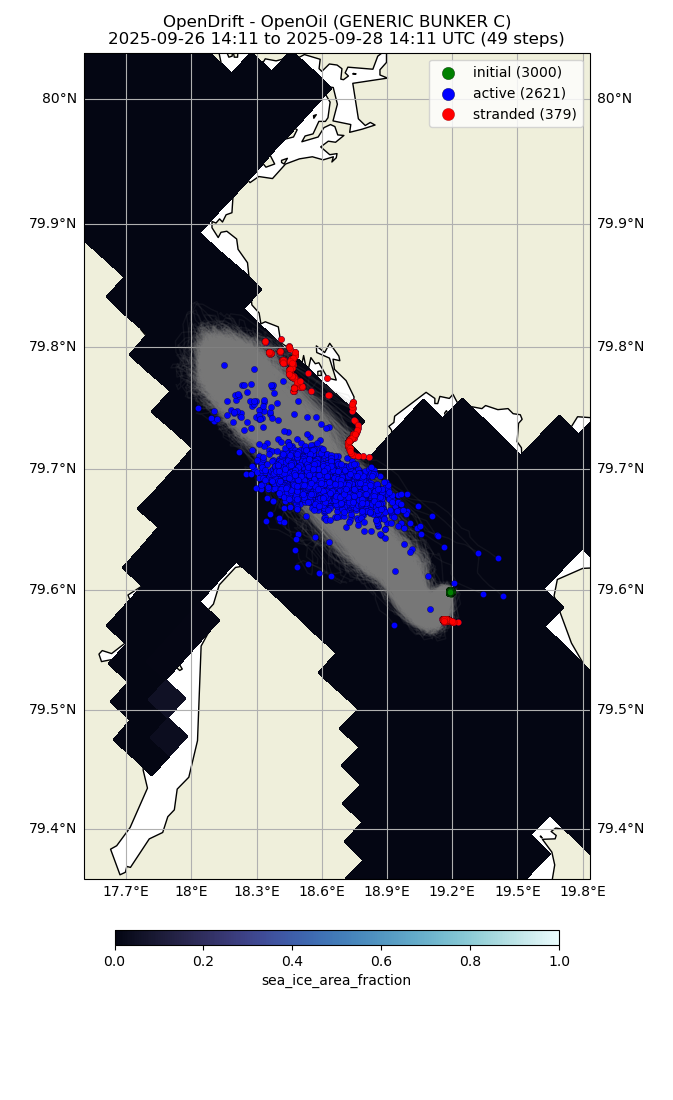 OpenDrift - OpenOil (GENERIC BUNKER C)
2025-09-26 14:11 to 2025-09-28 14:11 UTC (49 steps)
initial (3000)
active (2621)
stranded (379)
80°N 80°N
79.9°N 79.9°N
79.8°N 79.8°N
79.7°N 79.7°N
79.6°N 79.6°N
79.5°N 79.5°N
79.4°N 79.4°N
17.7°E 18°E 18.3°E 18.6°E 18.9°E 19.2°E 19.5°E 19.8°E
0.0 0.2 0.4 0.6 0.8 1.0
sea_ice_area_fraction